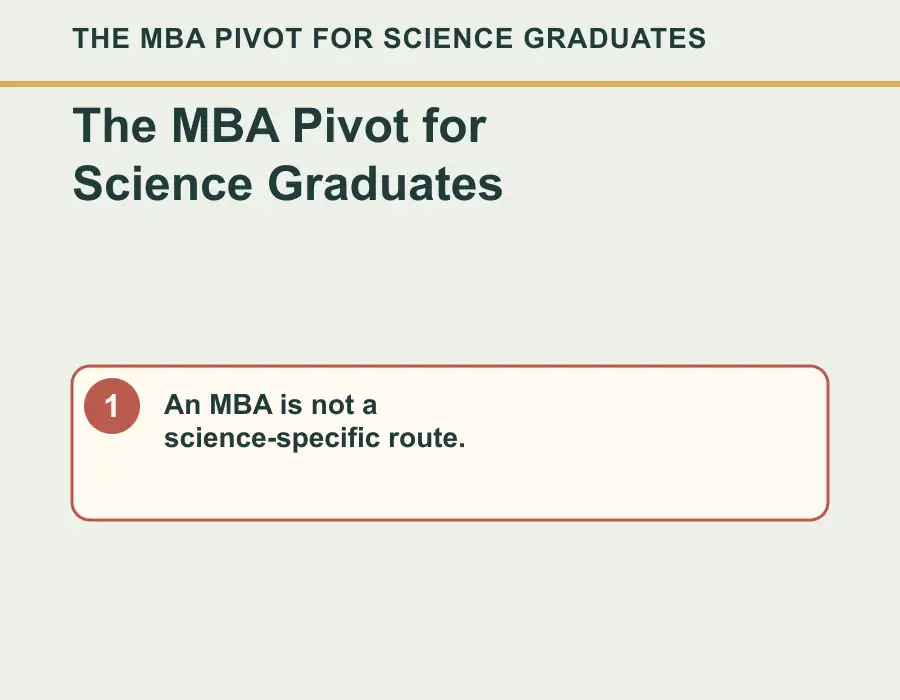 THE MBA PIVOT FOR SCIENCE GRADUATES
The MBA Pivot for
Science Graduates
1
An MBA is not a
science-specific route.